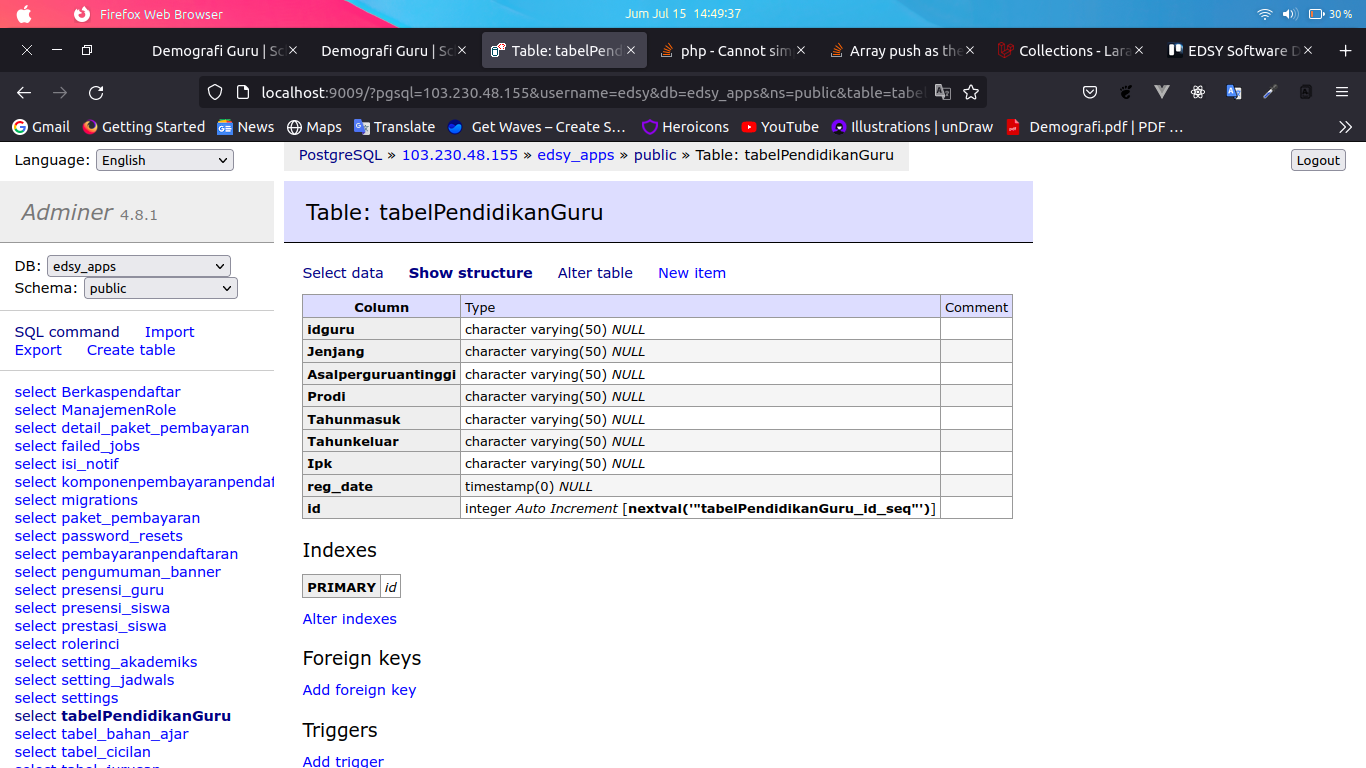 Firefox Web Browser
Jum Jul 15 14:49:37
30 %
Demografi Guru | Sc
Demografi Guru | Sc
Table: tabelPend
php - Cannot sim
Array push as the
Collections - Lara
EDSY Software D
localhost:9009/?pgsql=103.230.48.155&username=edsy&db=edsy_apps&ns=public&table=tabel
Gmail
Getting Started
News
Maps
Translate
Get Waves – Create S…
Heroicons
YouTube
Illustrations | unDraw
Demografi.pdf | PDF …
Language: English
PostgreSQL » 103.230.48.155 » edsy_apps » public » Table: tabelPendidikanGuru
Logout
Adminer 4.8.1
Table: tabelPendidikanGuru
DB: edsy_apps
Schema: public
SQL command Import
Export Create table
select Berkaspendaftar
select ManajemenRole
select detail_paket_pembayaran
select failed_jobs
select isi_notif
select komponenpembayaranpendaf
select migrations
select paket_pembayaran
select password_resets
select pembayaranpendaftaran
select pengumuman_banner
select presensi_guru
select presensi_siswa
select prestasi_siswa
select rolerinci
select setting_akademiks
select setting_jadwals
select settings
select tabelPendidikanGuru
select tabel_bahan_ajar
select tabel_cicilan
select tabel_jurusan
Select data Show structure Alter table New item
Column Type Comment
idguru character varying(50) NULL
Jenjang character varying(50) NULL
Asalperguruantinggi character varying(50) NULL
Prodi character varying(50) NULL
Tahunmasuk character varying(50) NULL
Tahunkeluar character varying(50) NULL
Ipk character varying(50) NULL
reg_date timestamp(0) NULL
id integer Auto Increment [nextval('"tabelPendidikanGuru_id_seq"')]
Indexes
PRIMARY id
Alter indexes
Foreign keys
Add foreign key
Triggers
Add trigger